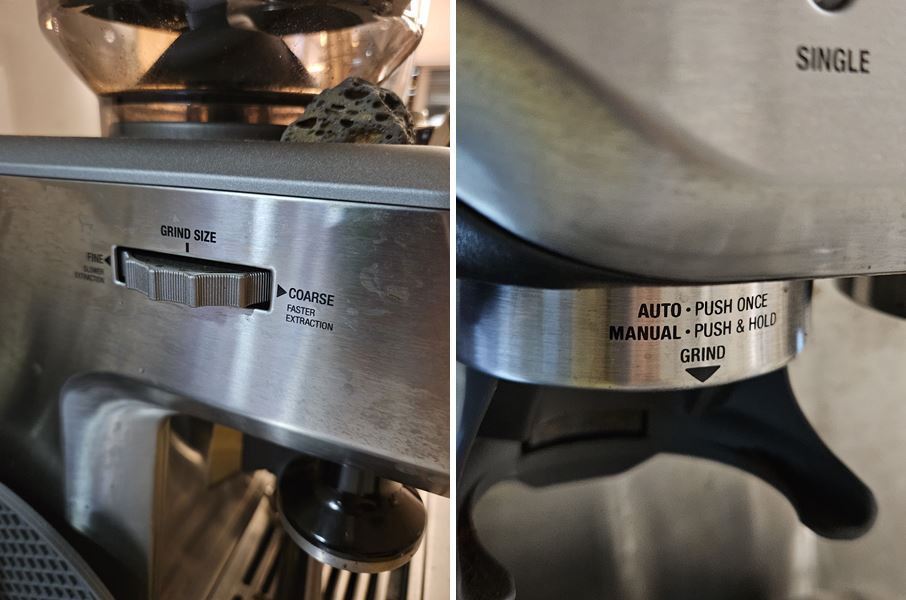 GRIND SIZE
FINE
SLOWER
EXTRACTION
COARSE
FASTER
EXTRACTION
SINGLE
AUTO • PUSH ONCE
MANUAL • PUSH & HOLD
GRIND